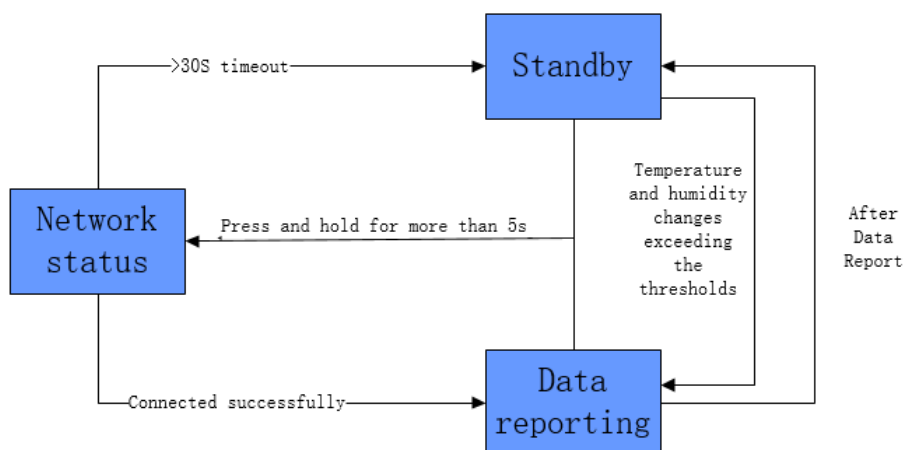 >30S timeout
Standby
Temperature
and humidity
changes
exceeding
the
thresholds
After
Data
Report
Network
status
Press and hold for more than 5s
Connected successfully
Data
reporting